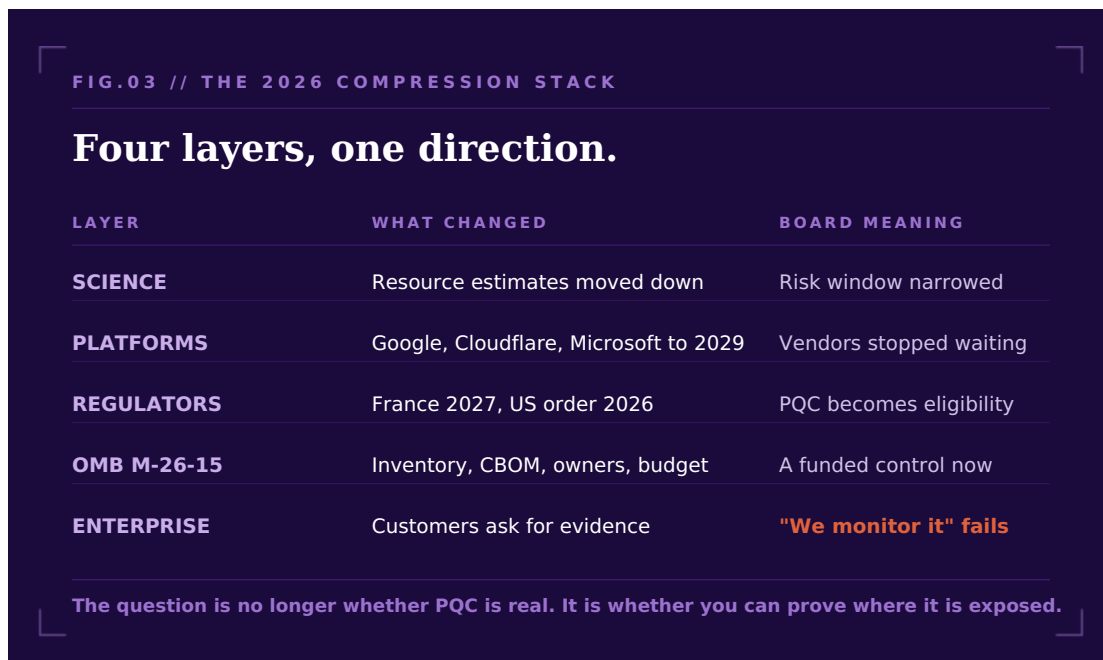 FIG.03 // THE 2026 COMPRESSION STACK
Four layers, one direction.
LAYER WHAT CHANGED BOARD MEANING
SCIENCE Resource estimates moved down Risk window narrowed
PLATFORMS Google, Cloudflare, Microsoft to 2029 Vendors stopped waiting
REGULATORS France 2027, US order 2026 PQC becomes eligibility
OMB M-26-15 Inventory, CBOM, owners, budget A funded control now
ENTERPRISE Customers ask for evidence "We monitor it" fails
The question is no longer whether PQC is real. It is whether you can prove where it is exposed.